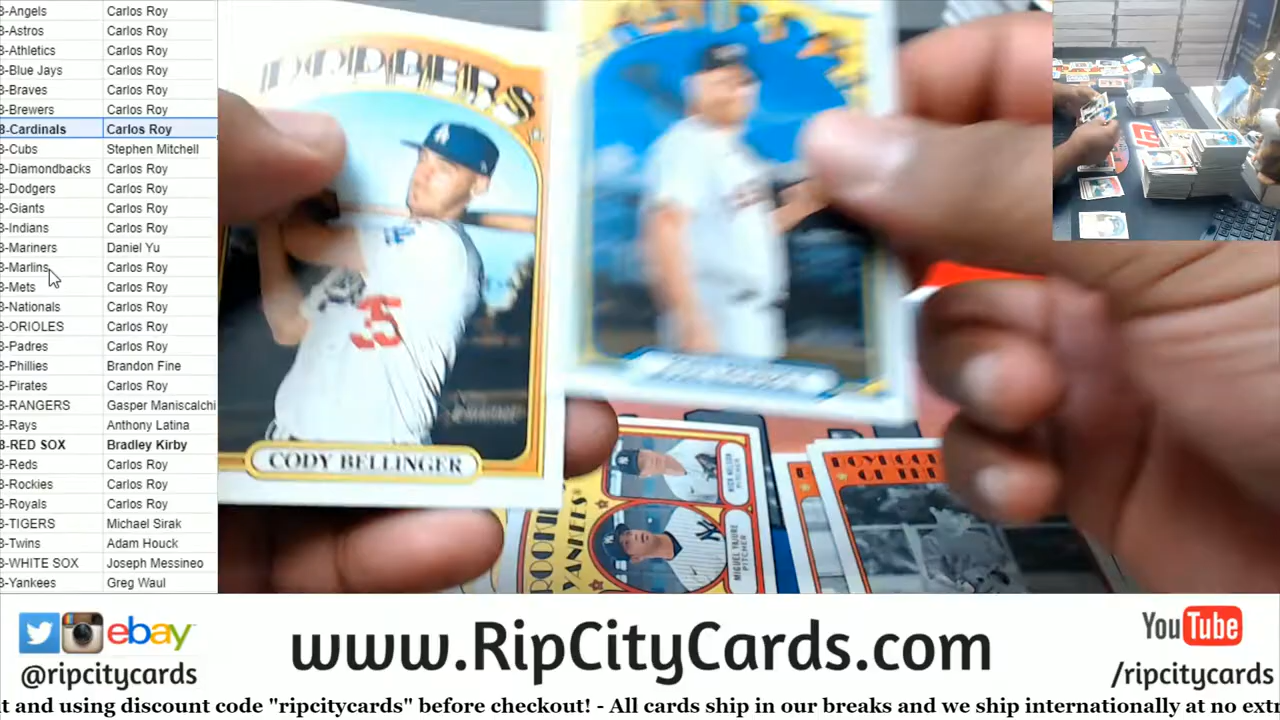 8-Angels Carlos Roy
8-Astros Carlos Roy
8-Athletics Carlos Roy
8-Blue Jays Carlos Roy
8-Braves Carlos Roy
8-Brewers Carlos Roy
8-Cardinals Carlos Roy
8-Cubs Stephen Mitchell
8-Diamondbacks Carlos Roy
8-Dodgers Carlos Roy
8-Giants Carlos Roy
8-Indians Carlos Roy
8-Mariners Daniel Yu
8-Marlins Carlos Roy
8-Mets Carlos Roy
8-Nationals Carlos Roy
8-ORIOLES Carlos Roy
8-Padres Carlos Roy
8-Phillies Brandon Fine
8-Pirates Carlos Roy
8-RANGERS Gasper Maniscalchi
8-Rays Anthony Latina
8-RED SOX Bradley Kirby
8-Reds Carlos Roy
8-Rockies Carlos Roy
8-Royals Carlos Roy
8-TIGERS Michael Sirak
8-Twins Adam Houck
8-WHITE SOX Joseph Messineo
8-Yankees Greg Waul
DODGERS
35
CODY BELLINGER
ROOKIE
YANKEES
NICK NELSON
PITCHER
MIGUEL YAJURE
PITCHER
OF THE
ebay
@ripcitycards
www.RipCityCards.com
YouTube
/ripcitycards
t and using discount code "ripcitycards" before checkout! - All cards ship in our breaks and we ship internationally at no extr